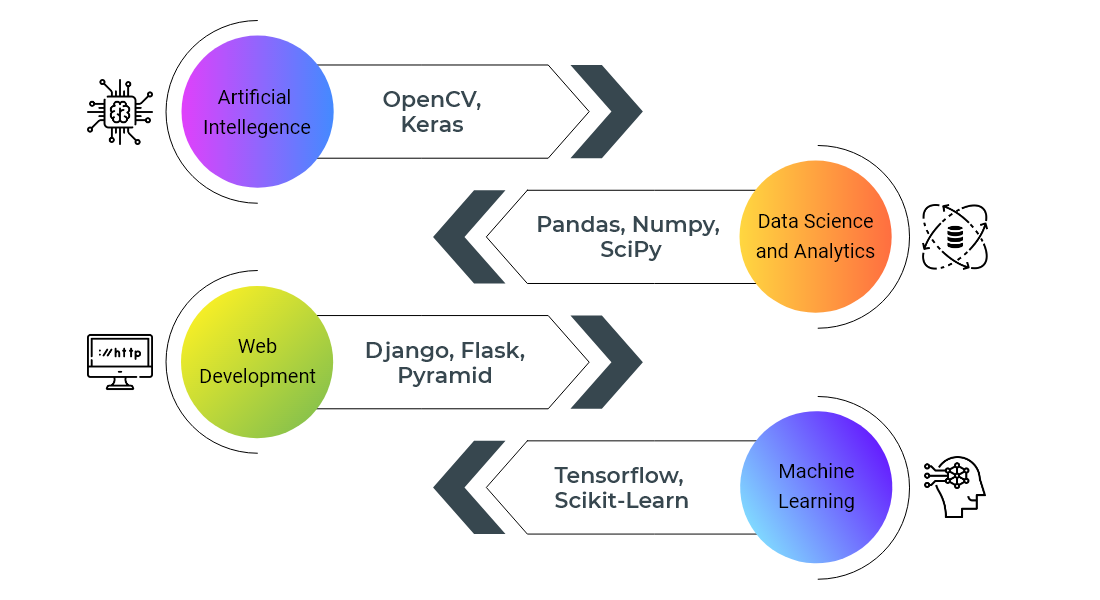 Artificial
Intellegence
OpenCV,
Keras
Pandas, Numpy,
SciPy
Data Science
and Analytics
://http
Web
Development
Django, Flask,
Pyramid
Tensorflow,
Scikit-Learn
Machine
Learning